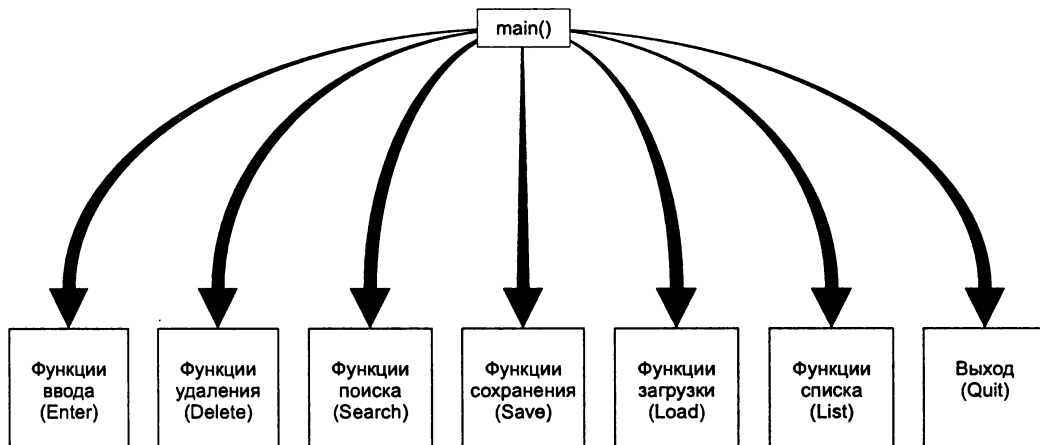 main()
Функции
ввода
(Enter)
Функции
удаления
(Delete)
Функции
поиска
(Search)
Функции
сохранения
(Save)
Функции
загрузки
(Load)
Функции
списка
(List)
Выход
(Quit)